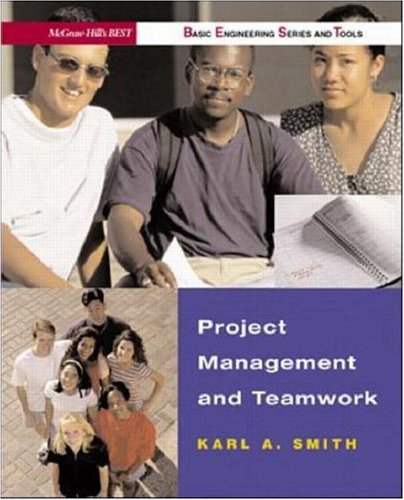 McGraw-Hill's BEST
BASIC ENGINEERING SERIES AND TOOLS
Project
Management
and Teamwork
KARL A. SMITH